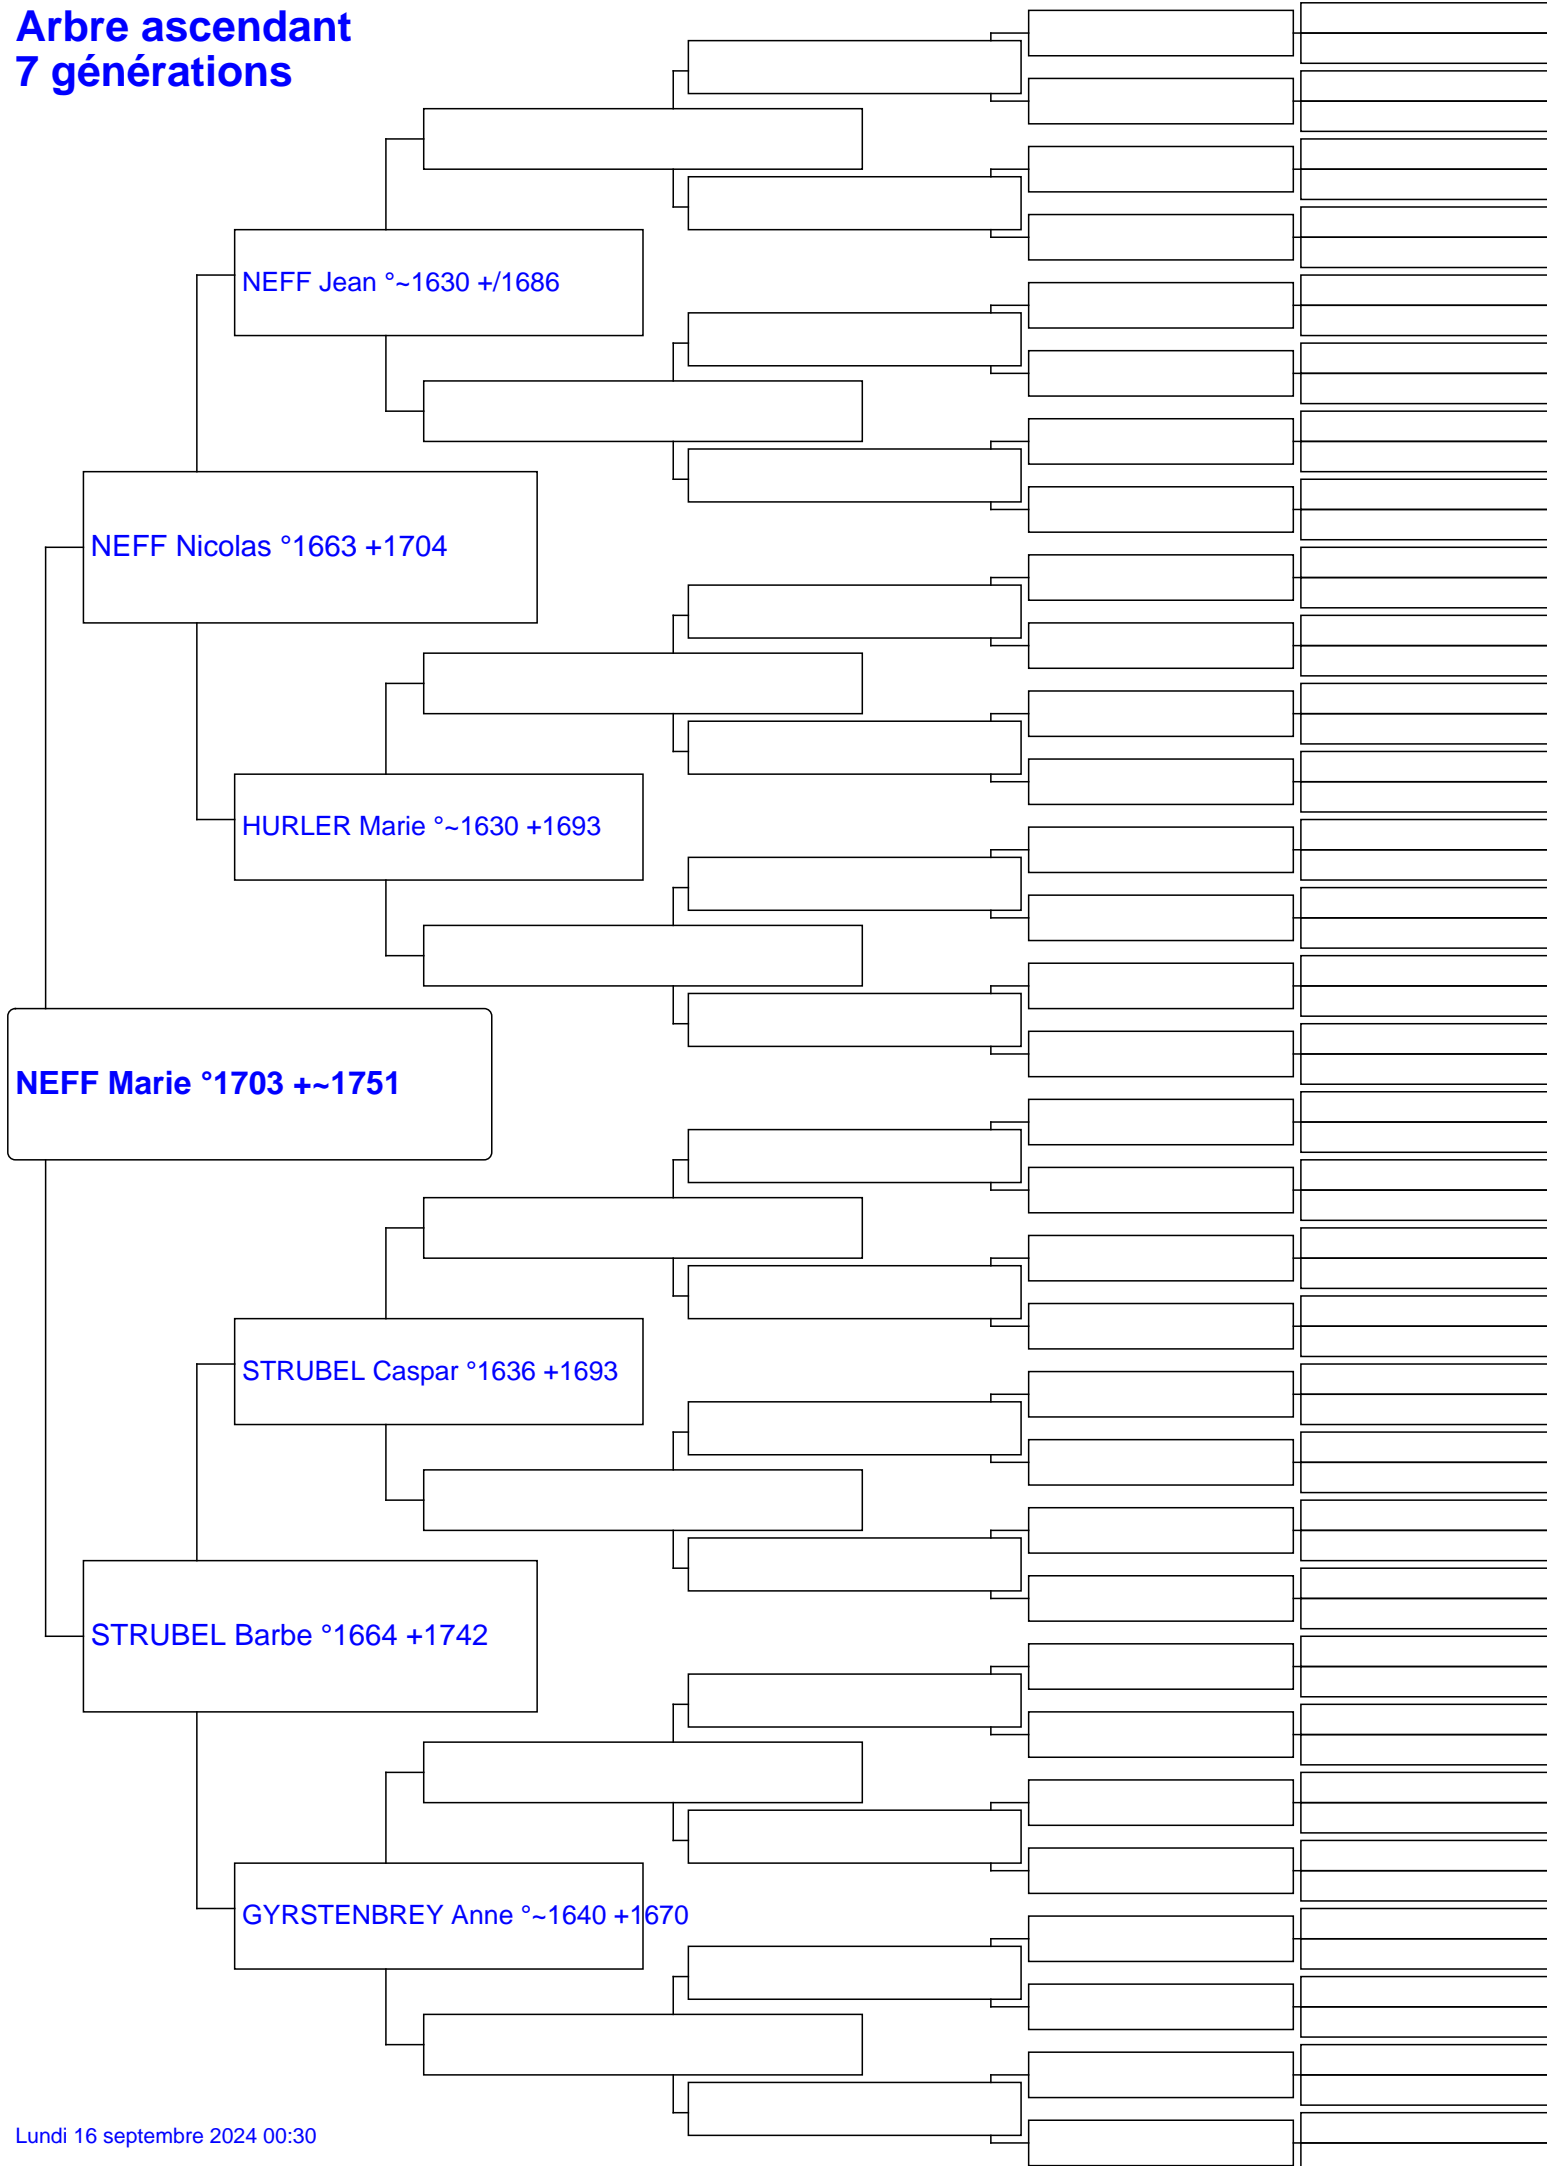 Arbre ascendant
7 générations
NEFF Jean °~1630 +/1686
NEFF Nicolas °1663 +1704
HURLER Marie °~1630 +1693
NEFF Marie °1703 +~1751
STRUBEL Caspar °1636 +1693
STRUBEL Barbe °1664 +1742
GYRSTENBREY Anne °~1640 +1670
Lundi 16 septembre 2024 00:30